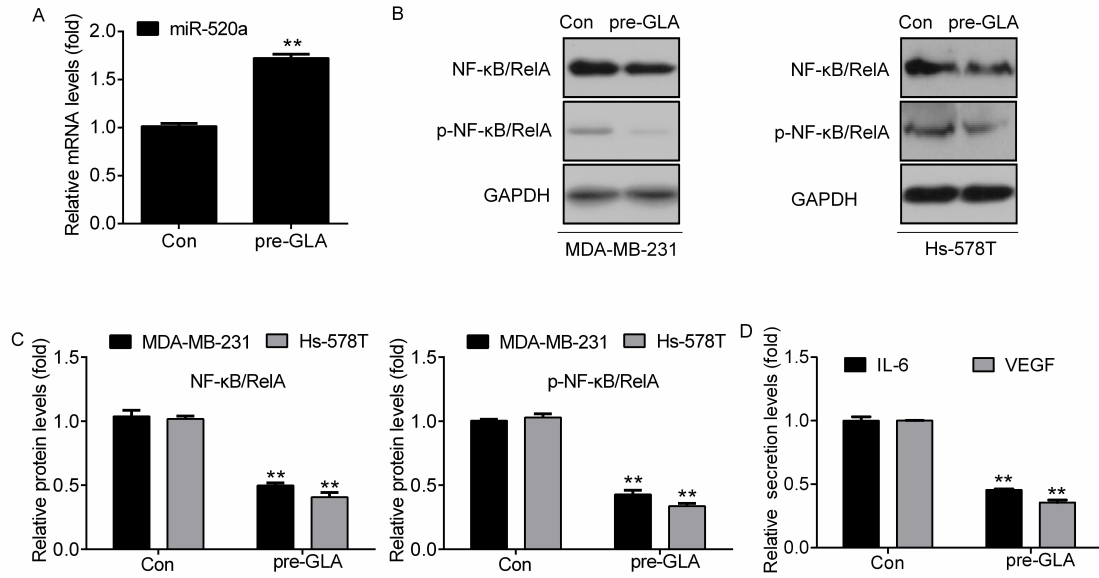 A
miR-520a
Relative mRNA levels (fold)
2.0
1.5
1.0
0.5
0.0
**
Con
pre-GLA
B
Con pre-GLA
NF-κB/RelA
p-NF-κB/RelA
GAPDH
MDA-MB-231
Con pre-GLA
NF-κB/RelA
p-NF-κB/RelA
GAPDH
Hs-578T
C
MDA-MB-231 Hs-578T
NF-κB/RelA
Relative protein levels (fold)
1.5
1.0
0.5
0.0
** **
Con
pre-GLA
MDA-MB-231 Hs-578T
p-NF-κB/RelA
Relative protein levels (fold)
1.5
1.0
0.5
0.0
** **
Con
pre-GLA
D
IL-6 VEGF
Relative secretion levels (fold)
1.5
1.0
0.5
0.0
** **
Con
pre-GLA